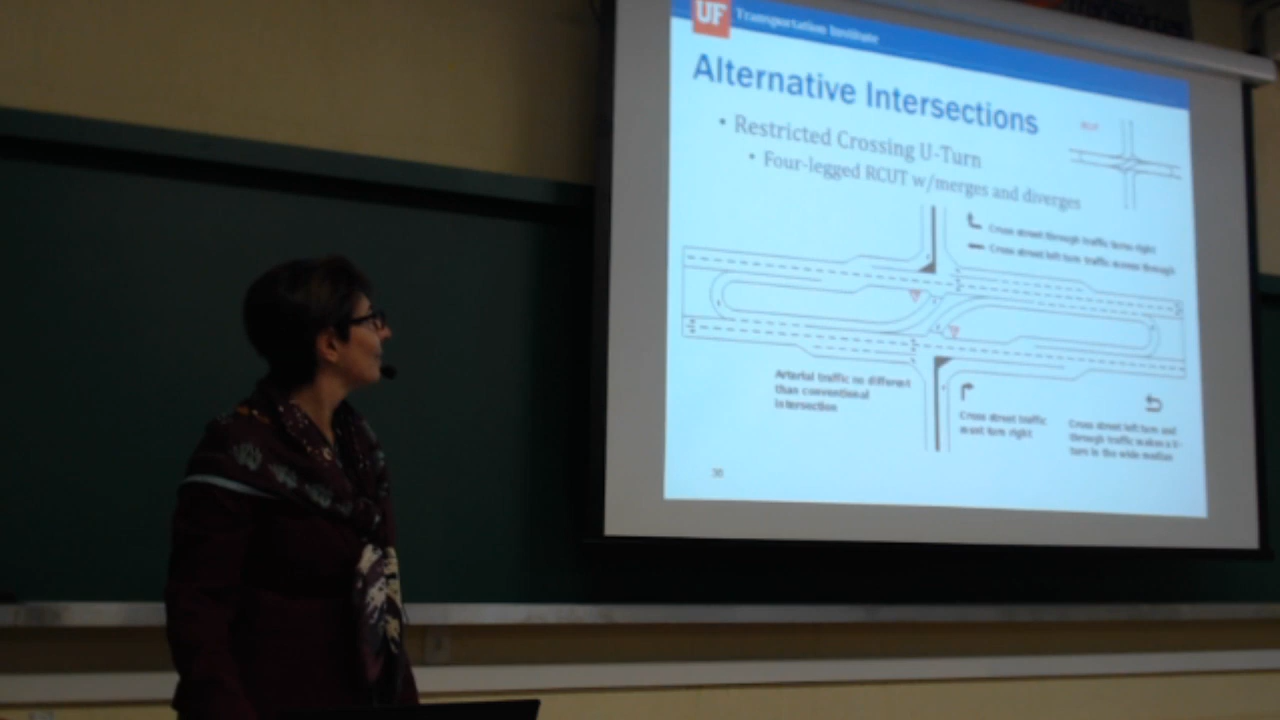 UF Transportation Institute
Alternative Intersections
• Restricted Crossing U-Turn
• Four-legged RCUT w/merges and diverges
Cross street through traffic turns right
Cross street left turn traffic moves through
Arterial traffic no different
than conventional
intersection
Cross street traffic
must turn right
Cross street left turn and
through traffic makes a U-
turn in the wide median
30